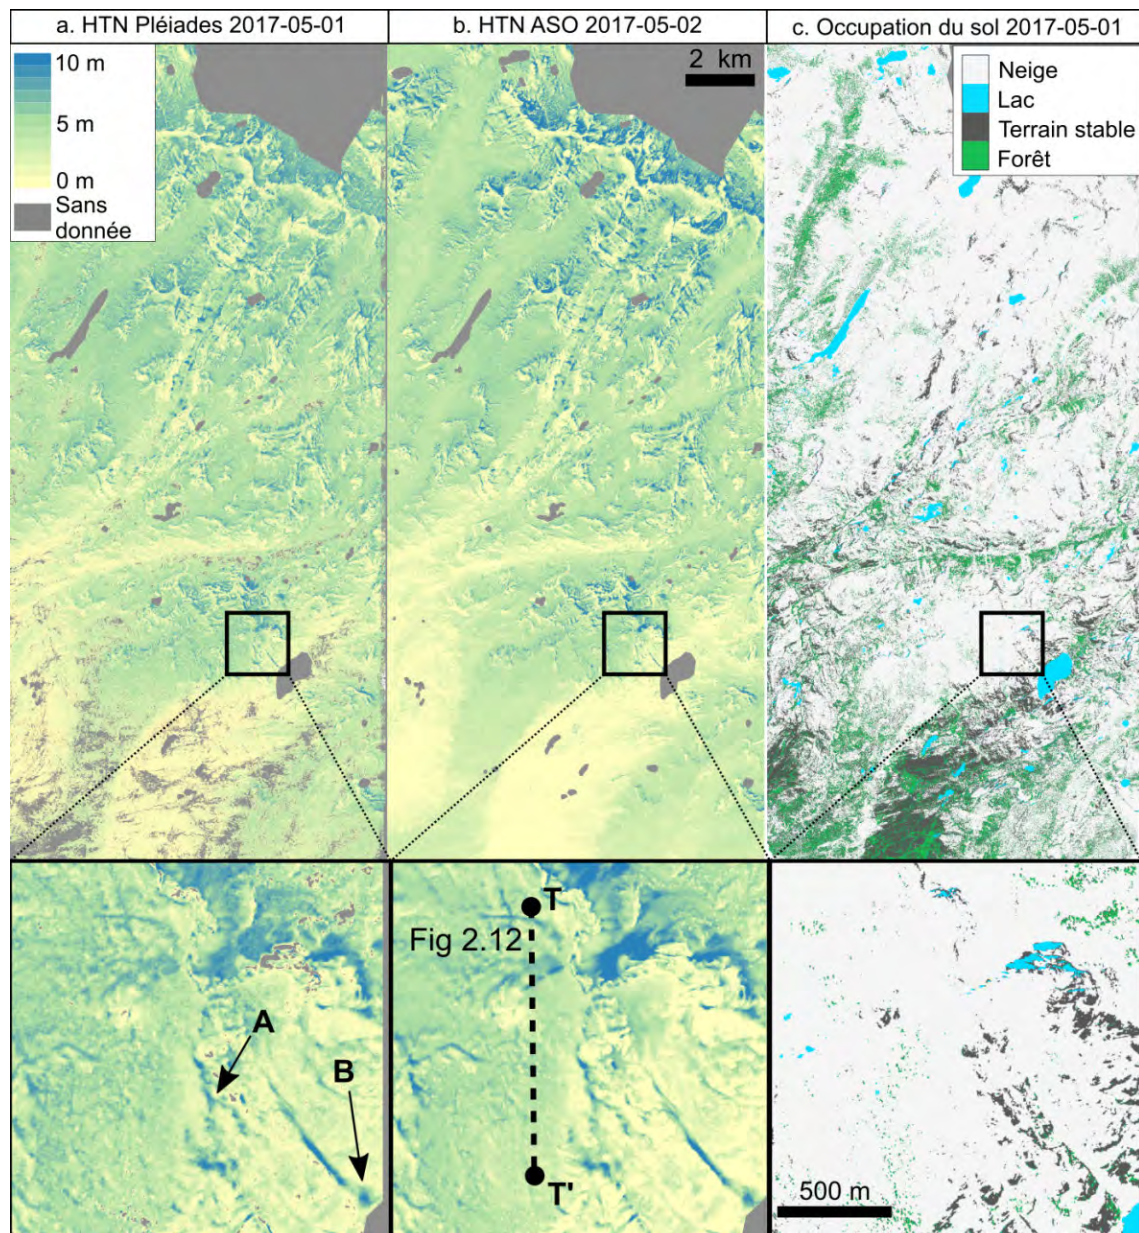 a. HTN Pléiades 2017-05-01
b. HTN ASO 2017-05-02
c. Occupation du sol 2017-05-01
10 m
5 m
0 m
Sans
donnée
2 km
Neige
Lac
Terrain stable
Forêt
A
B
T
Fig 2.12
T'
500 m